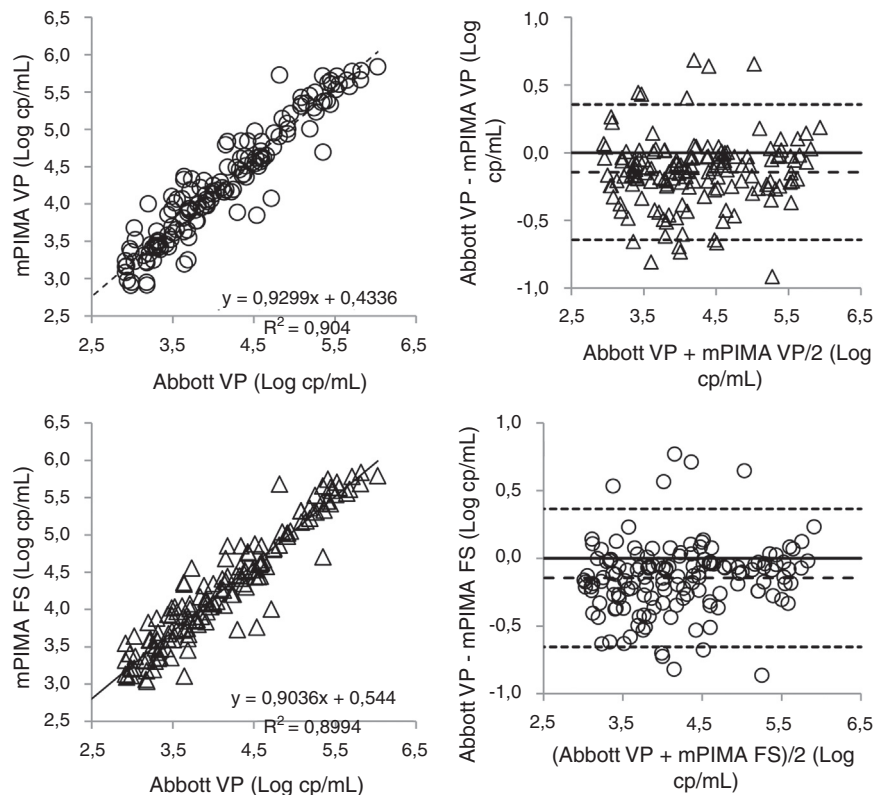 6,5
6,0
5,5
5,0
4,5
4,0
3,5
3,0
2,5
mPIMA VP (Log cp/mL)
y = 0,9299x + 0,4336
R² = 0,904
2,5 3,5 4,5 5,5 6,5
Abbott VP (Log cp/mL)
1,0
0,5
0,0
-0,5
-1,0
Abbott VP - mPIMA VP (Log
cp/mL)
2,5 3,5 4,5 5,5 6,5
Abbott VP + mPIMA VP/2 (Log
cp/mL)
6,5
6,0
5,5
5,0
4,5
4,0
3,5
3,0
2,5
mPIMA FS (Log cp/mL)
y = 0,9036x + 0,544
R² = 0,8994
2,5 3,5 4,5 5,5 6,5
Abbott VP (Log cp/mL)
1,0
0,5
0,0
-0,5
-1,0
Abbott VP - mPIMA FS (Log cp/mL)
2,5 3,5 4,5 5,5 6,5
(Abbott VP + mPIMA FS)/2 (Log
cp/mL)